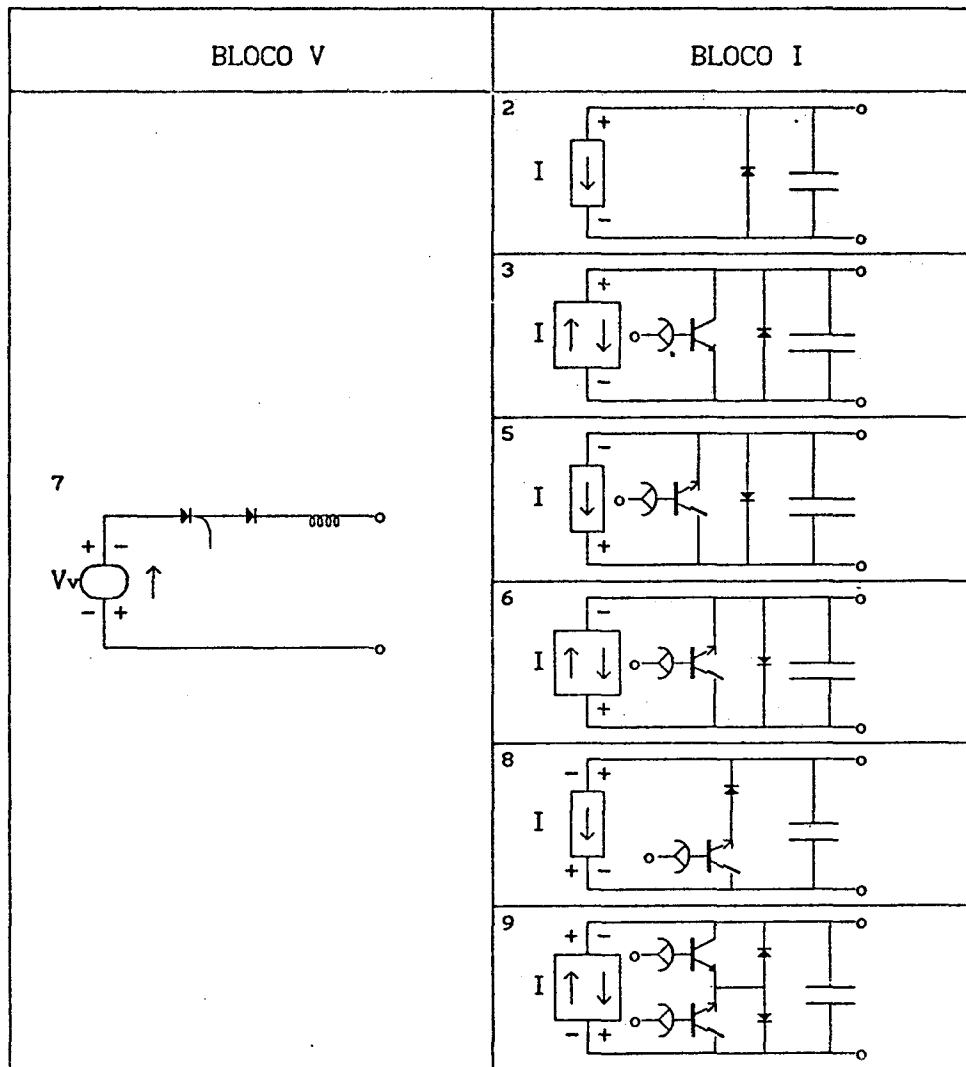 BLOCO V
BLOCO I
7
+ -
Vv
- +
2
+
I
-
3
+
I
-
5
-
I
+
6
-
I
+
8
- +
I
+ -
9
+ -
I
- +